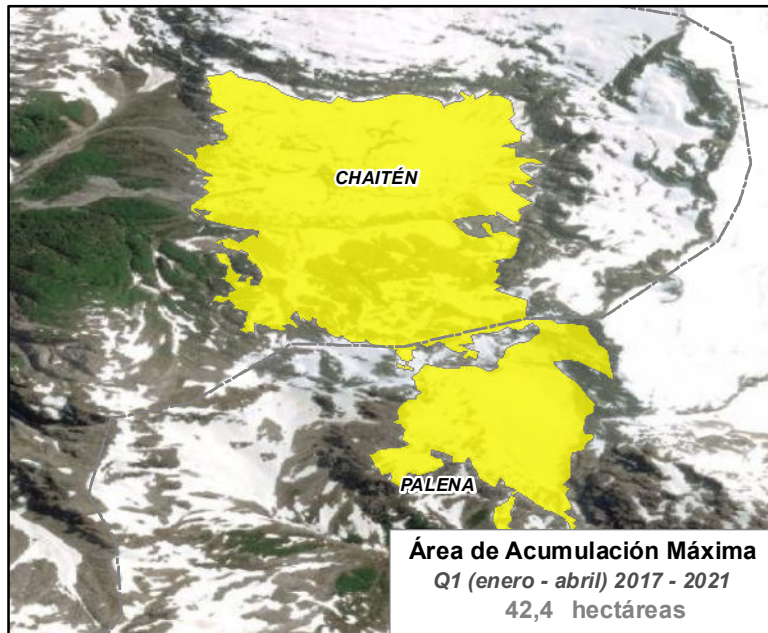 CHAITÉN
PALENA
Área de Acumulación Máxima
Q1 (enero - abril) 2017 - 2021
42,4 hectáreas